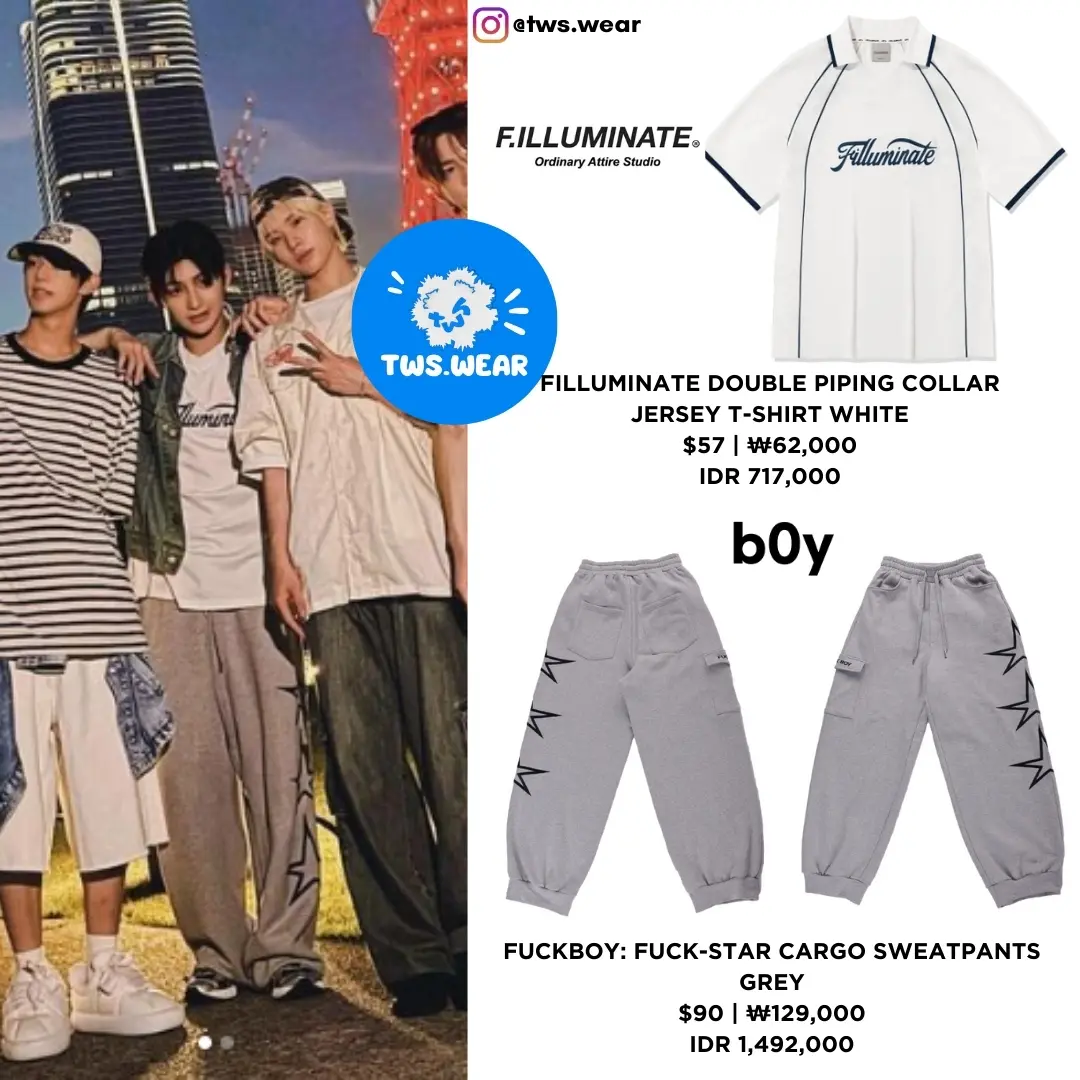 @tws.wear
F.ILLUMINATE®
Ordinary Attire Studio
Filluminate
tws
TWS.WEAR
FILLUMINATE DOUBLE PIPING COLLAR
JERSEY T-SHIRT WHITE
$57 | ₩62,000
IDR 717,000
b0y
FUCKBOY: FUCK-STAR CARGO SWEATPANTS
GREY
$90 | ₩129,000
IDR 1,492,000